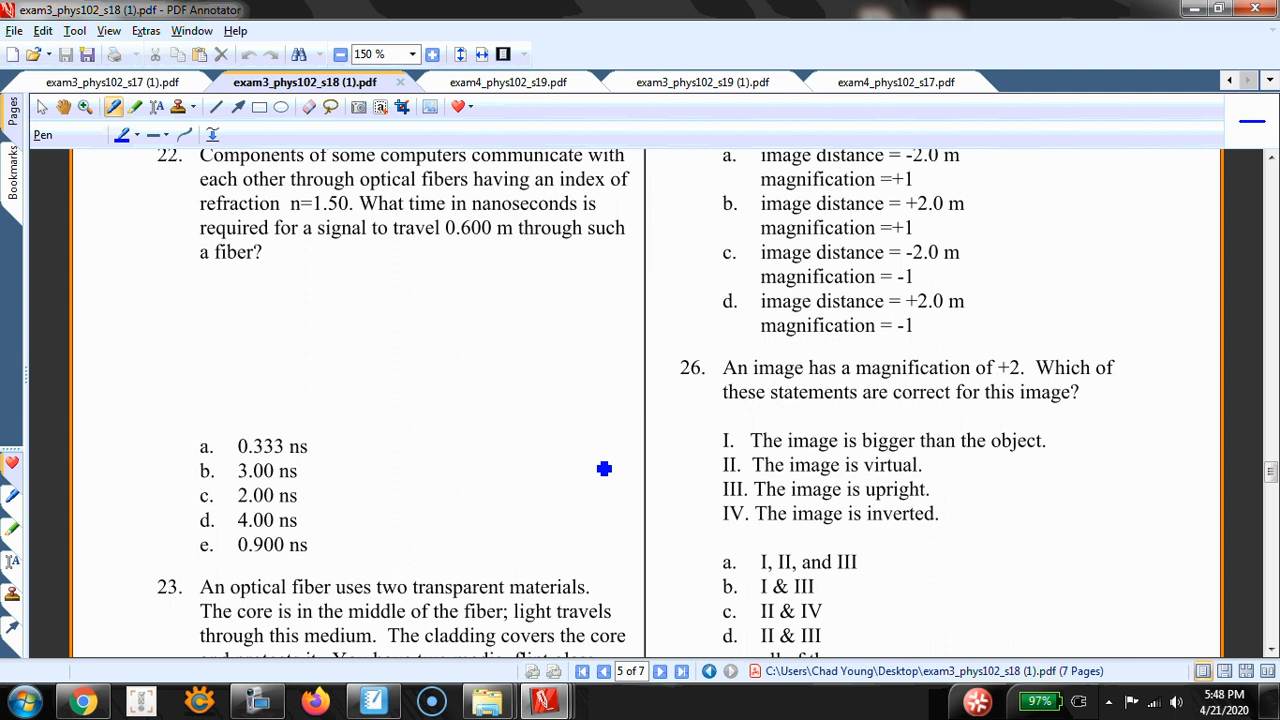 exam3_phys102_s18 (1).pdf - PDF Annotator
File Edit Tool View Extras Window Help
150 %
exam3_phys102_s17 (1).pdf
exam3_phys102_s18 (1).pdf
exam4_phys102_s19.pdf
exam3_phys102_s19 (1).pdf
exam4_phys102_s17.pdf
Pen
Pages
Bookmarks
22. Components of some computers communicate with
each other through optical fibers having an index of
refraction n=1.50. What time in nanoseconds is
required for a signal to travel 0.600 m through such
a fiber?
a. 0.333 ns
b. 3.00 ns
c. 2.00 ns
d. 4.00 ns
e. 0.900 ns
23. An optical fiber uses two transparent materials.
The core is in the middle of the fiber; light travels
through this medium. The cladding covers the core
a. image distance = -2.0 m
magnification =+1
b. image distance = +2.0 m
magnification =+1
c. image distance = -2.0 m
magnification = -1
d. image distance = +2.0 m
magnification = -1
26. An image has a magnification of +2. Which of
these statements are correct for this image?
I. The image is bigger than the object.
II. The image is virtual.
III. The image is upright.
IV. The image is inverted.
a. I, II, and III
b. I & III
c. II & IV
d. II & III
5 of 7
C:\Users\Chad Young\Desktop\exam3_phys102_s18 (1).pdf (7 Pages)
97%
5:48 PM
4/21/2020